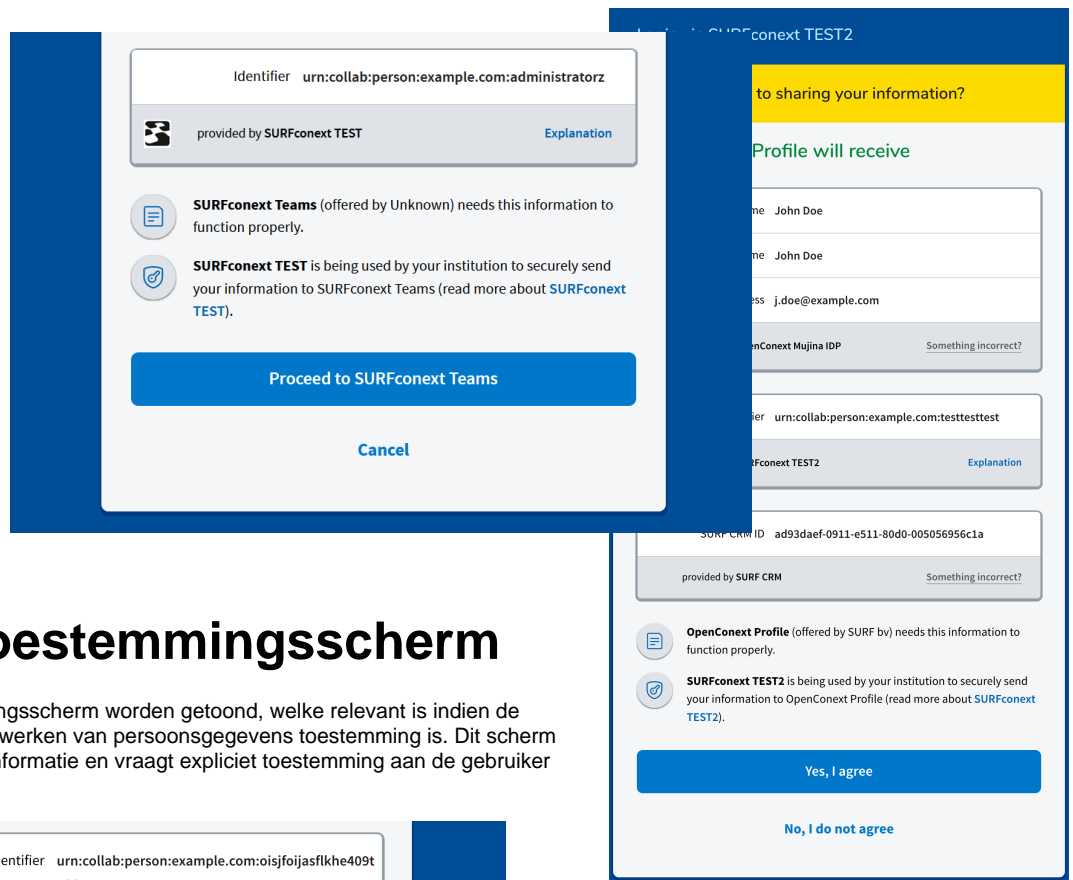 Identifier urn:collab:person:example.com:administratorz
provided by SURFconext TEST Explanation
SURFconext Teams (offered by Unknown) needs this information to
function properly.
SURFconext TEST is being used by your institution to securely send
your information to SURFconext Teams (read more about SURFconext
TEST).
Proceed to SURFconext Teams
Cancel
oestemmingsscherm
ngsscherm worden getoond, welke relevant is indien de
werken van persoonsgegevens toestemming is. Dit scherm
nformatie en vraagt expliciet toestemming aan de gebruiker
entifier urn:collab:person:example.com:oisjfoijasflkhe409t
SURFconext TEST2
to sharing your information?
Profile will receive
me John Doe
me John Doe
ess j.doe@example.com
enConext Mujina IDP Something incorrect?
ier urn:collab:person:example.com:testtesttest
RFconext TEST2 Explanation
SURF CRM ID ad93daef-0911-e511-80d0-005056956c1a
provided by SURF CRM Something incorrect?
OpenConext Profile (offered by SURF bv) needs this information to
function properly.
SURFconext TEST2 is being used by your institution to securely send
your information to OpenConext Profile (read more about SURFconext
TEST2).
Yes, I agree
No, I do not agree